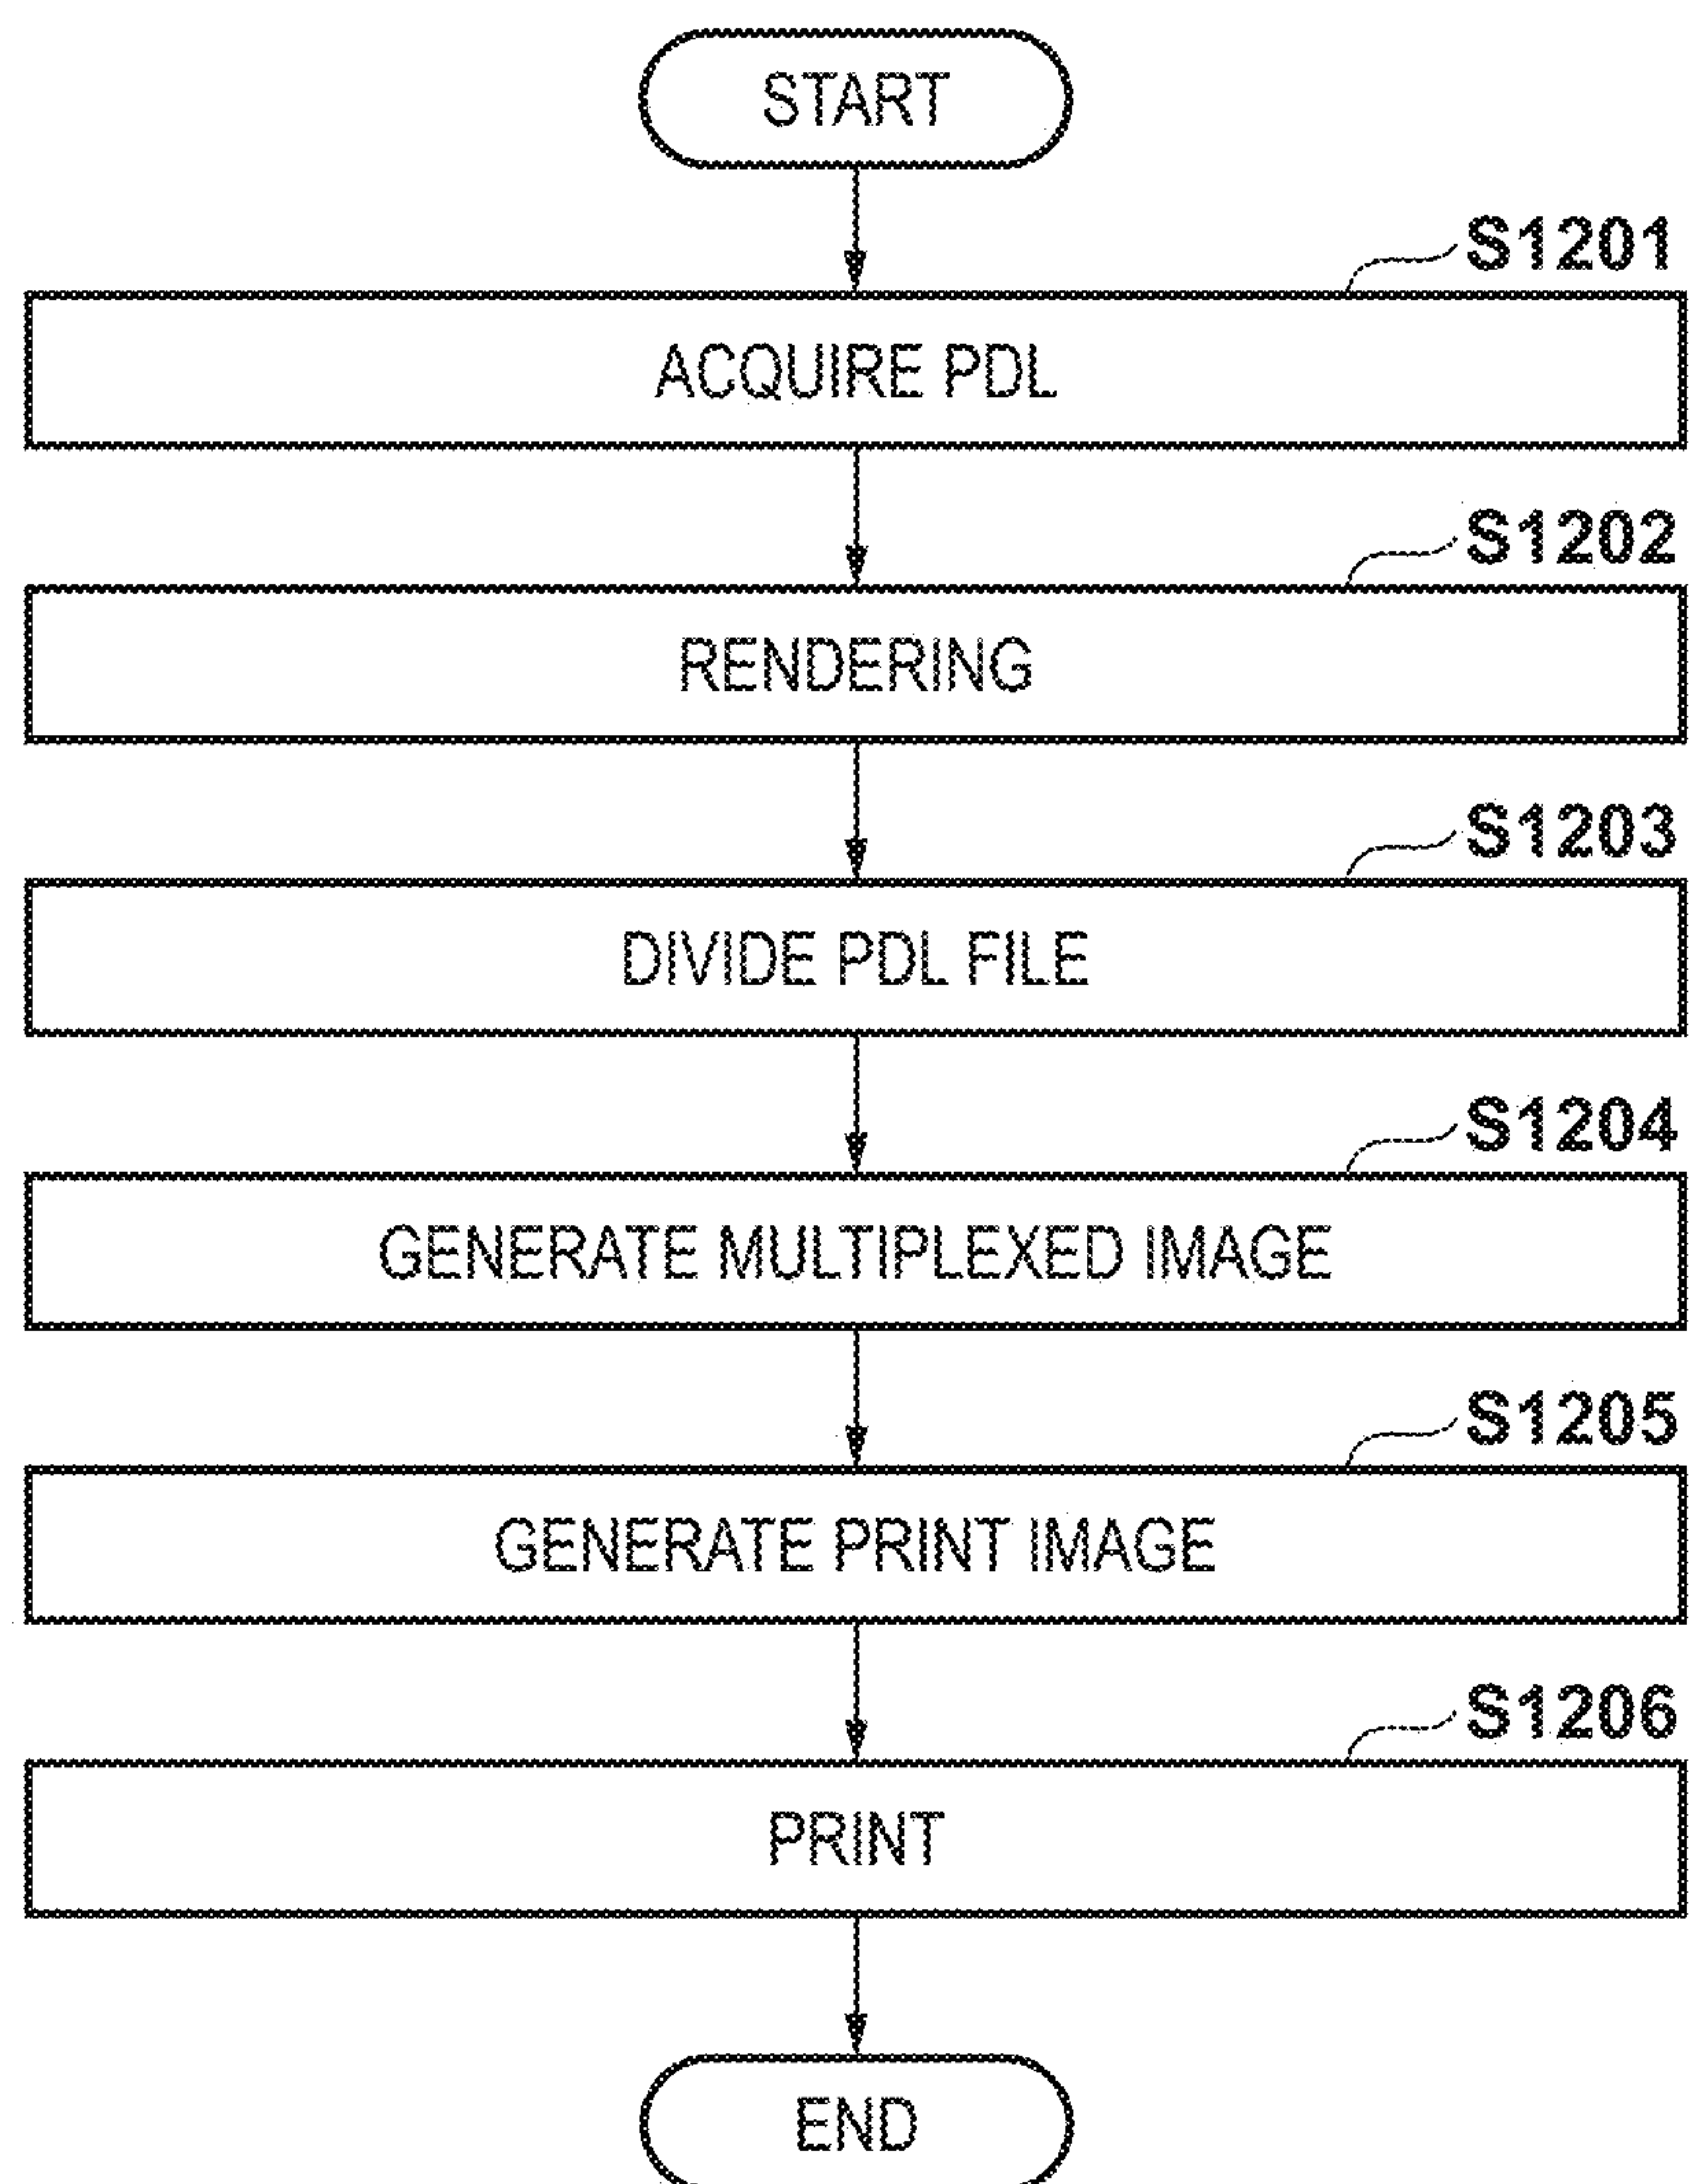 START
S1201
ACQUIRE PDL
S1202
RENDERING
S1203
DIVIDE PDL FILE
S1204
GENERATE MULTIPLEXED IMAGE
S1205
GENERATE PRINT IMAGE
S1206
PRINT
END